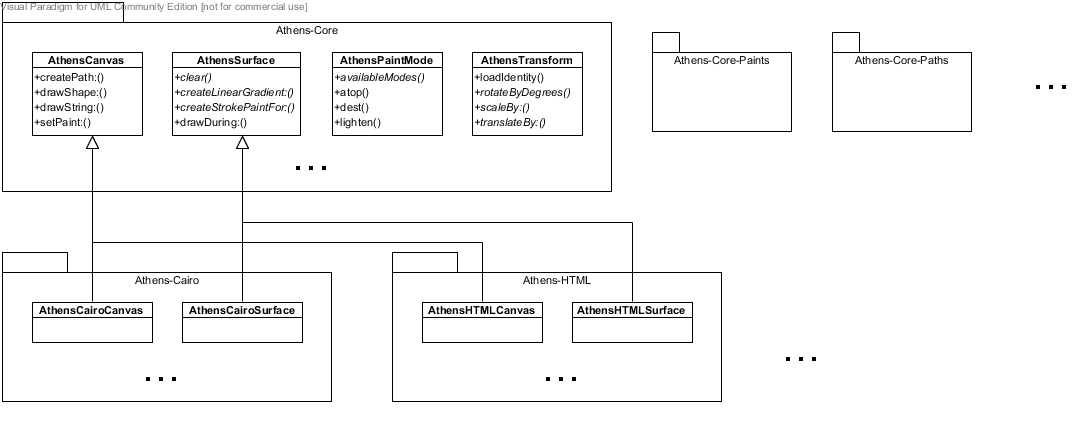 Visual Paradigm for UML Community Edition [not for commercial use]
Athens-Core
AthensCanvas
+createPath:()
+drawShape:()
+drawString:()
+setPaint:()
AthensSurface
+clear()
+createLinearGradient:()
+createStrokePaintFor:()
+drawDuring:()
AthensPaintMode
+availableModes()
+atop()
+dest()
+lighten()
AthensTransform
+loadIdentity()
+rotateByDegrees()
+scaleBy:()
+translateBy:()
. . .
Athens-Core-Paints
Athens-Core-Paths
. . .
Athens-Cairo
AthensCairoCanvas
AthensCairoSurface
. . .
Athens-HTML
AthensHTMLCanvas
AthensHTMLSurface
. . .
. . .